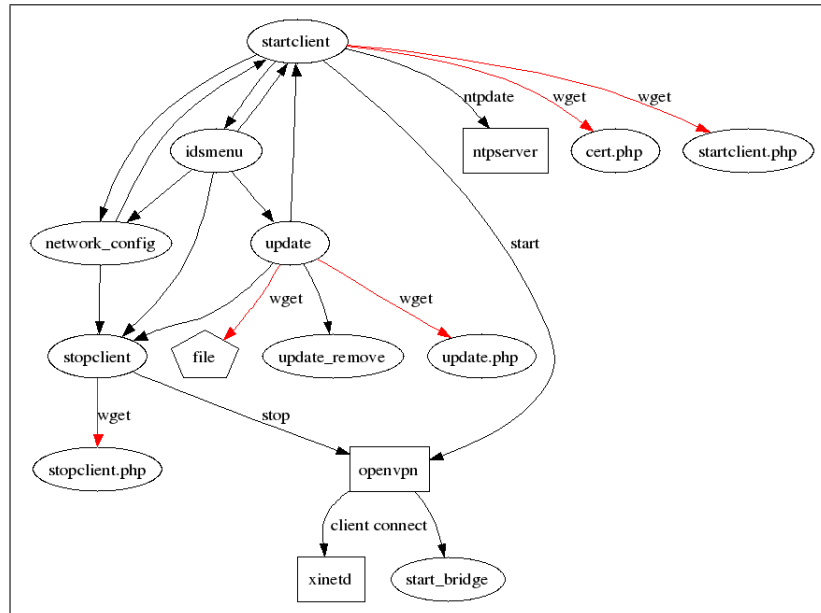 startclient
ntpdate
wget
wget
idsmenu
ntpserver
cert.php
startclient.php
network_config
update
start
wget
wget
stopclient
file
update_remove
update.php
wget
stop
stopclient.php
openvpn
client connect
xinetd
start_bridge